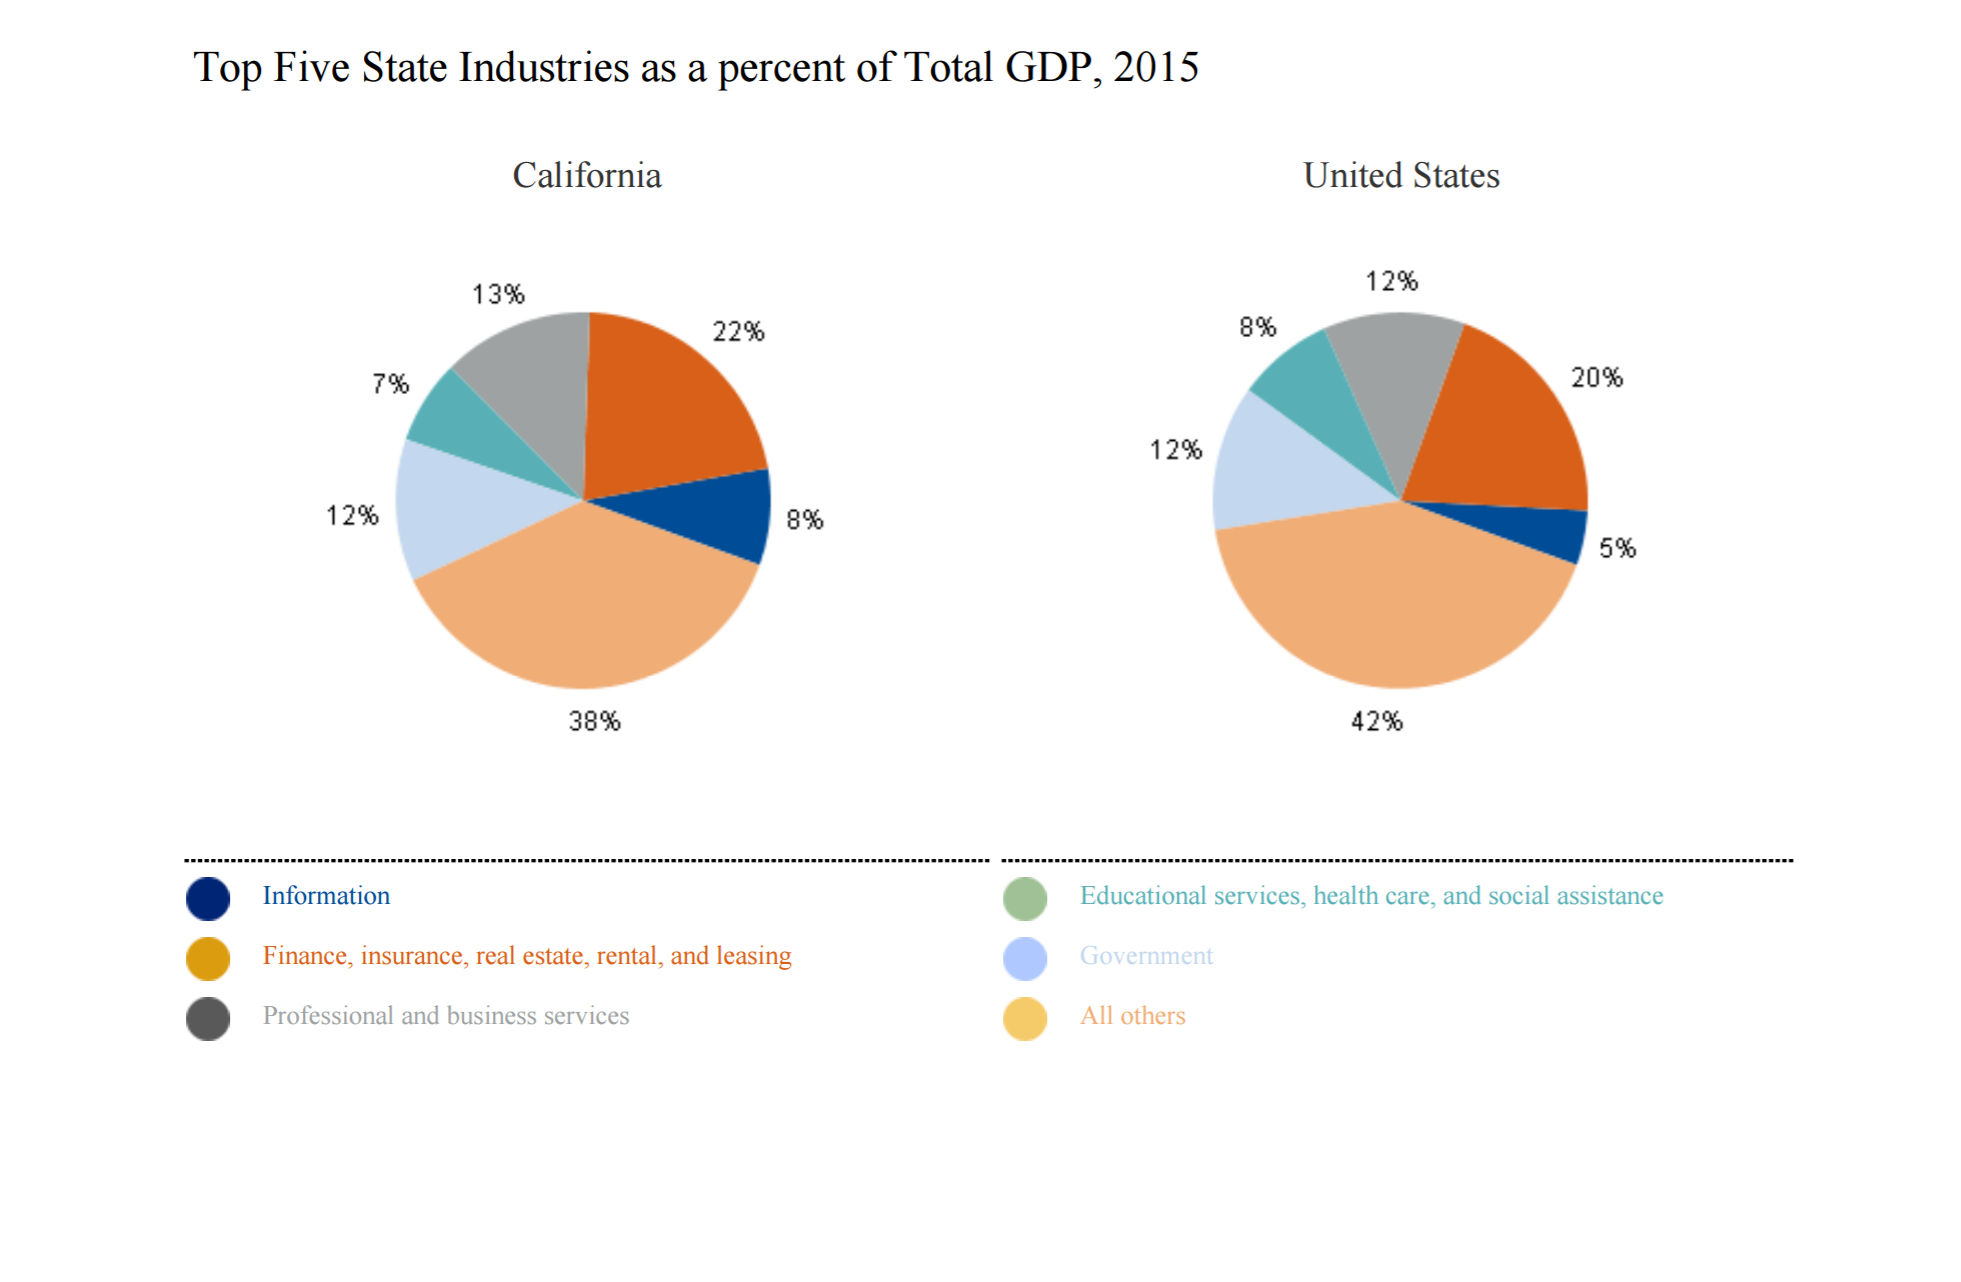 Top Five State Industries as a percent of Total GDP, 2015
California
United States
13%
22%
7%
12%
8%
38%
12%
8%
20%
12%
5%
42%
Information
Finance, insurance, real estate, rental, and leasing
Professional and business services
Educational services, health care, and social assistance
Government
All others